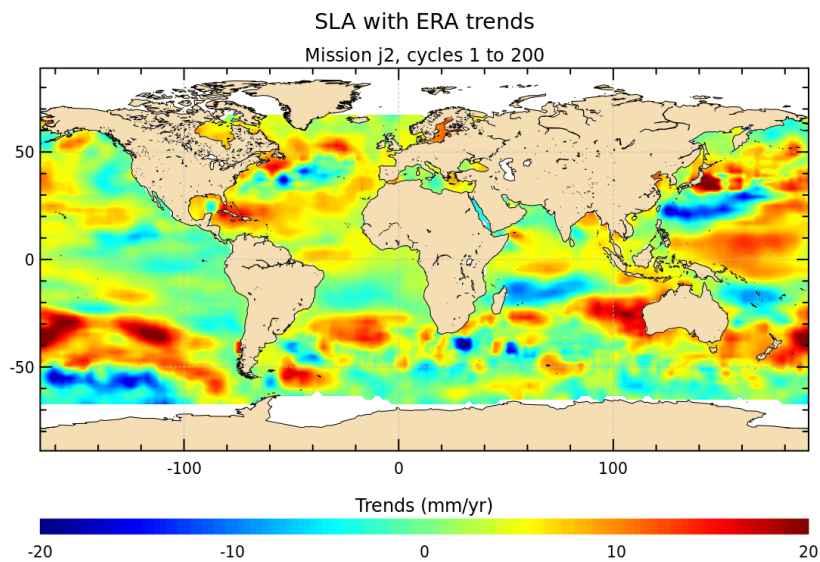 SLA with ERA trends
Mission j2, cycles 1 to 200
50
0
-50
-100 0 100
Trends (mm/yr)
-20 -10 0 10 20